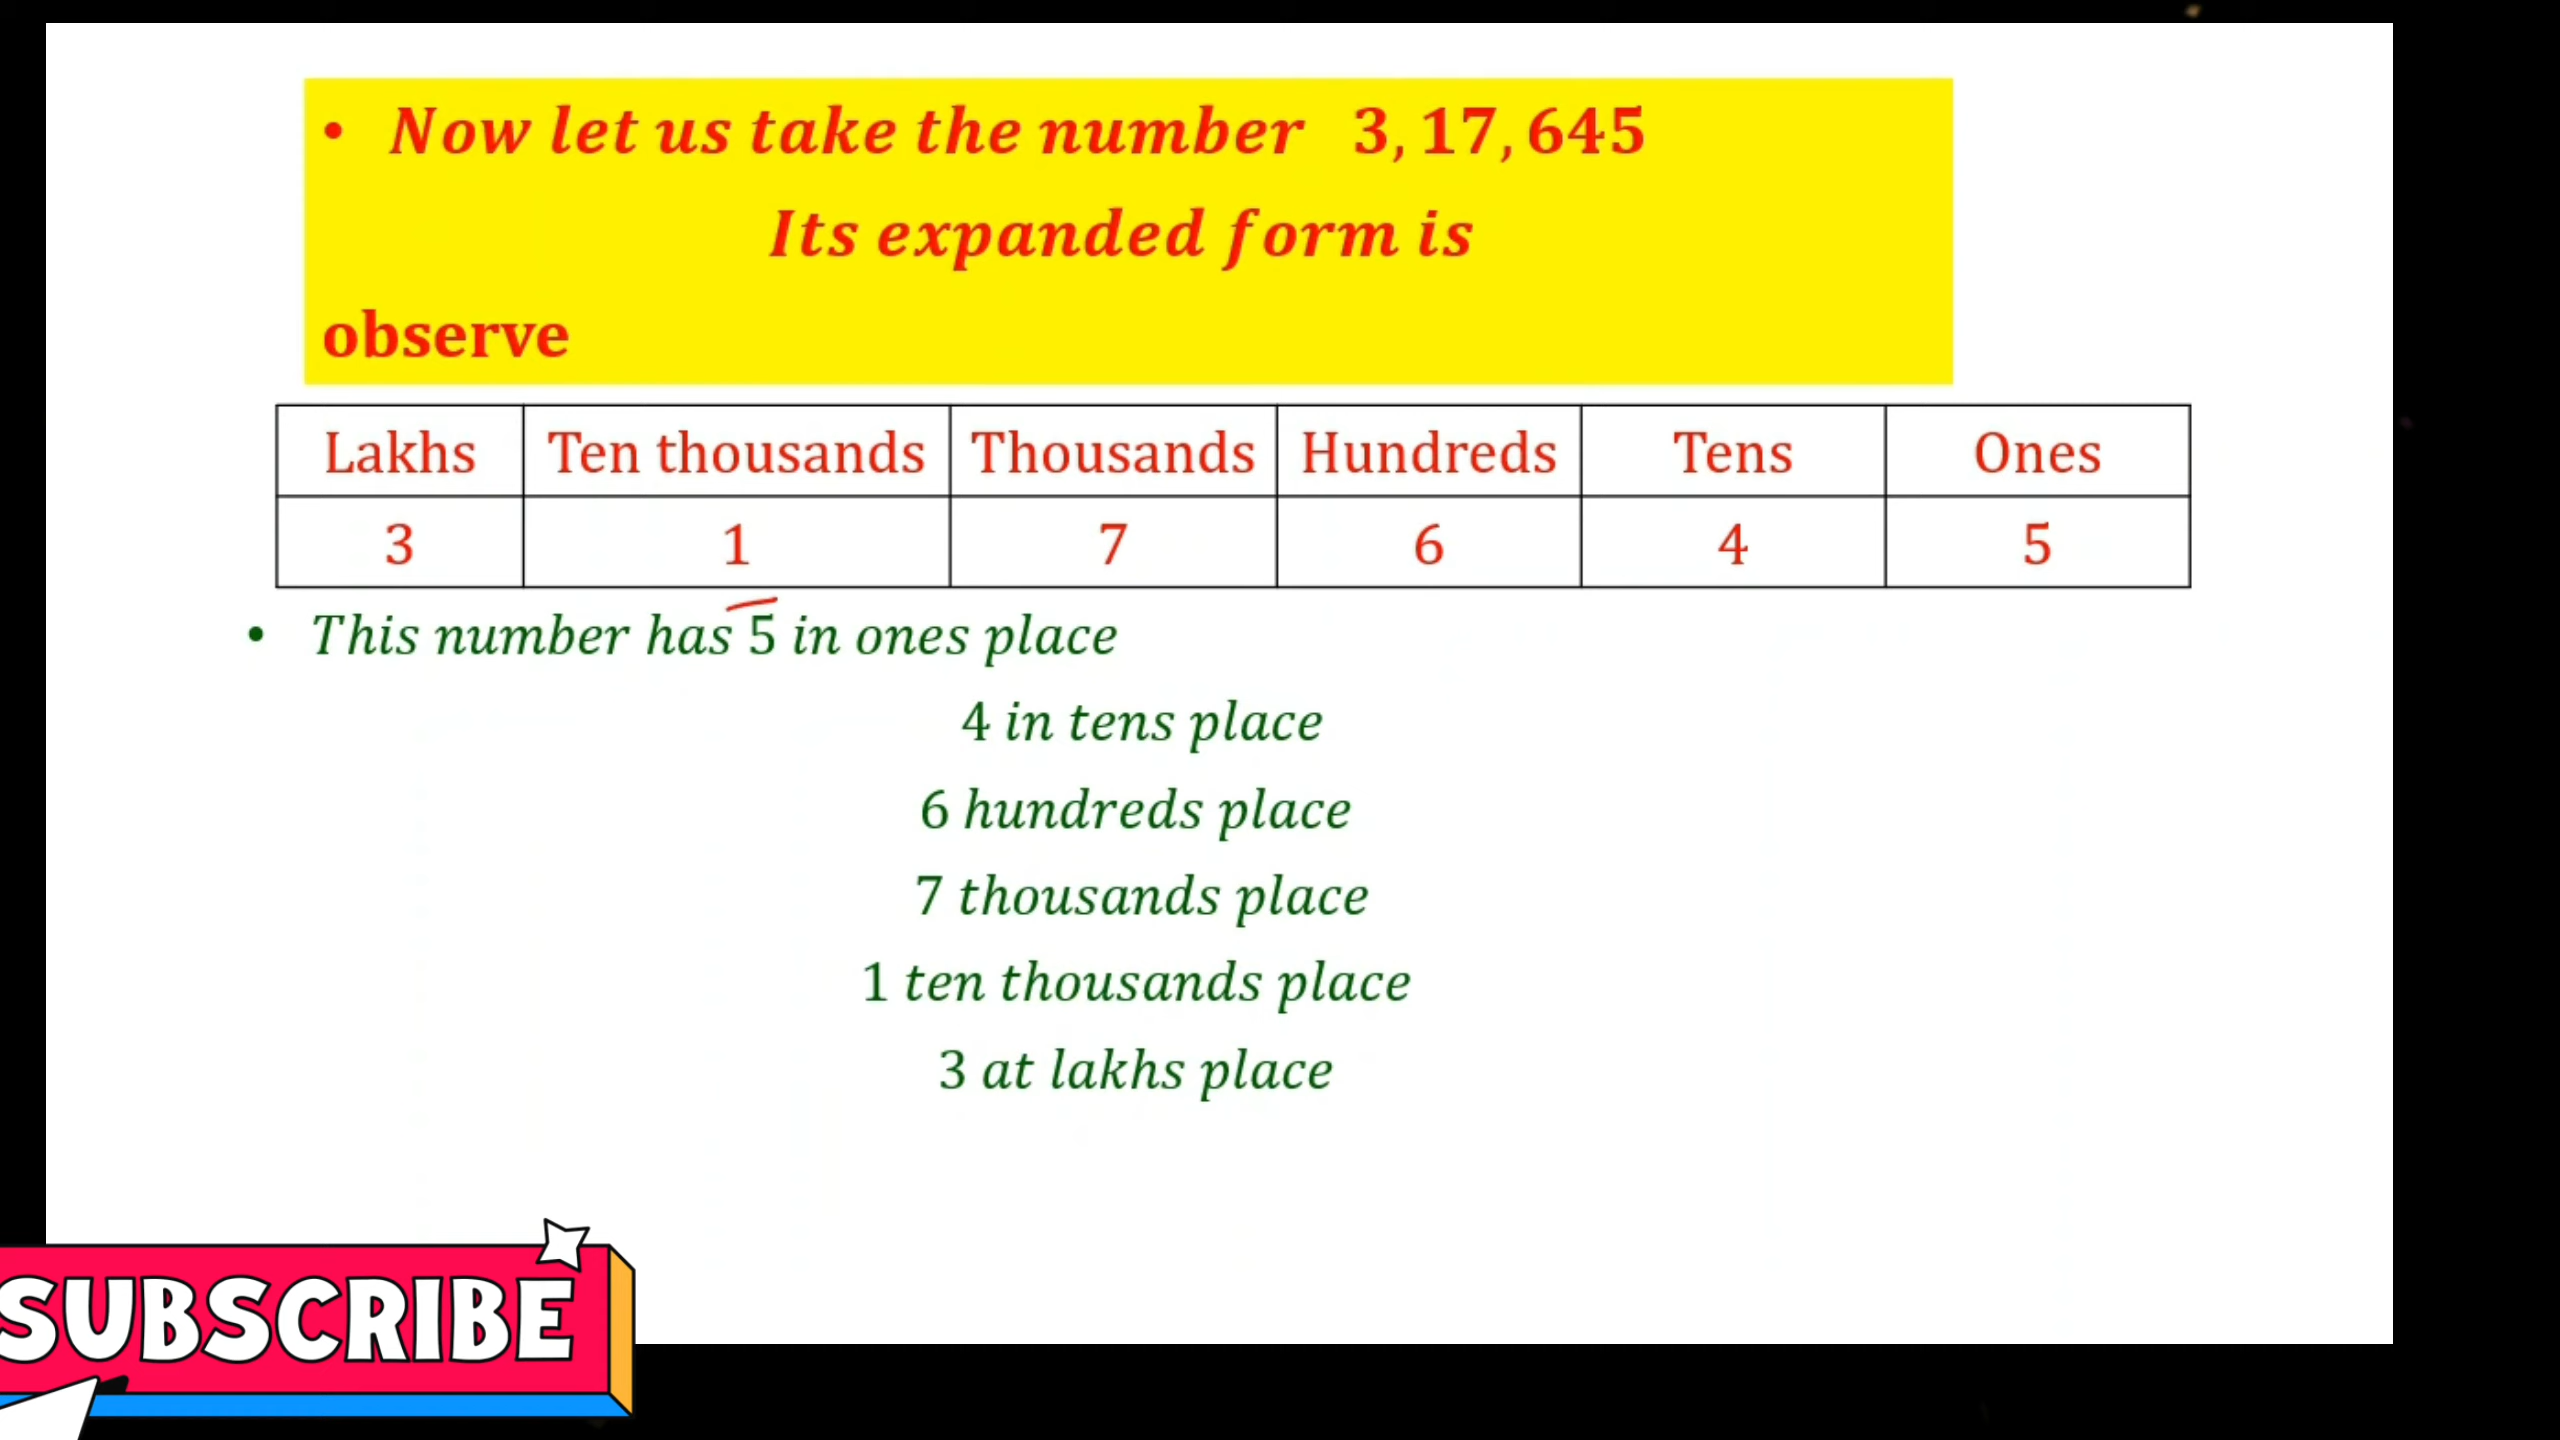 • Now let us take the number 3,17,645
Its expanded form is
observe
Lakhs Ten thousands Thousands Hundreds Tens Ones
3 1 7 6 4 5
• This number has 5 in ones place
4 in tens place
6 hundreds place
7 thousands place
1 ten thousands place
3 at lakhs place
SUBSCRIBE